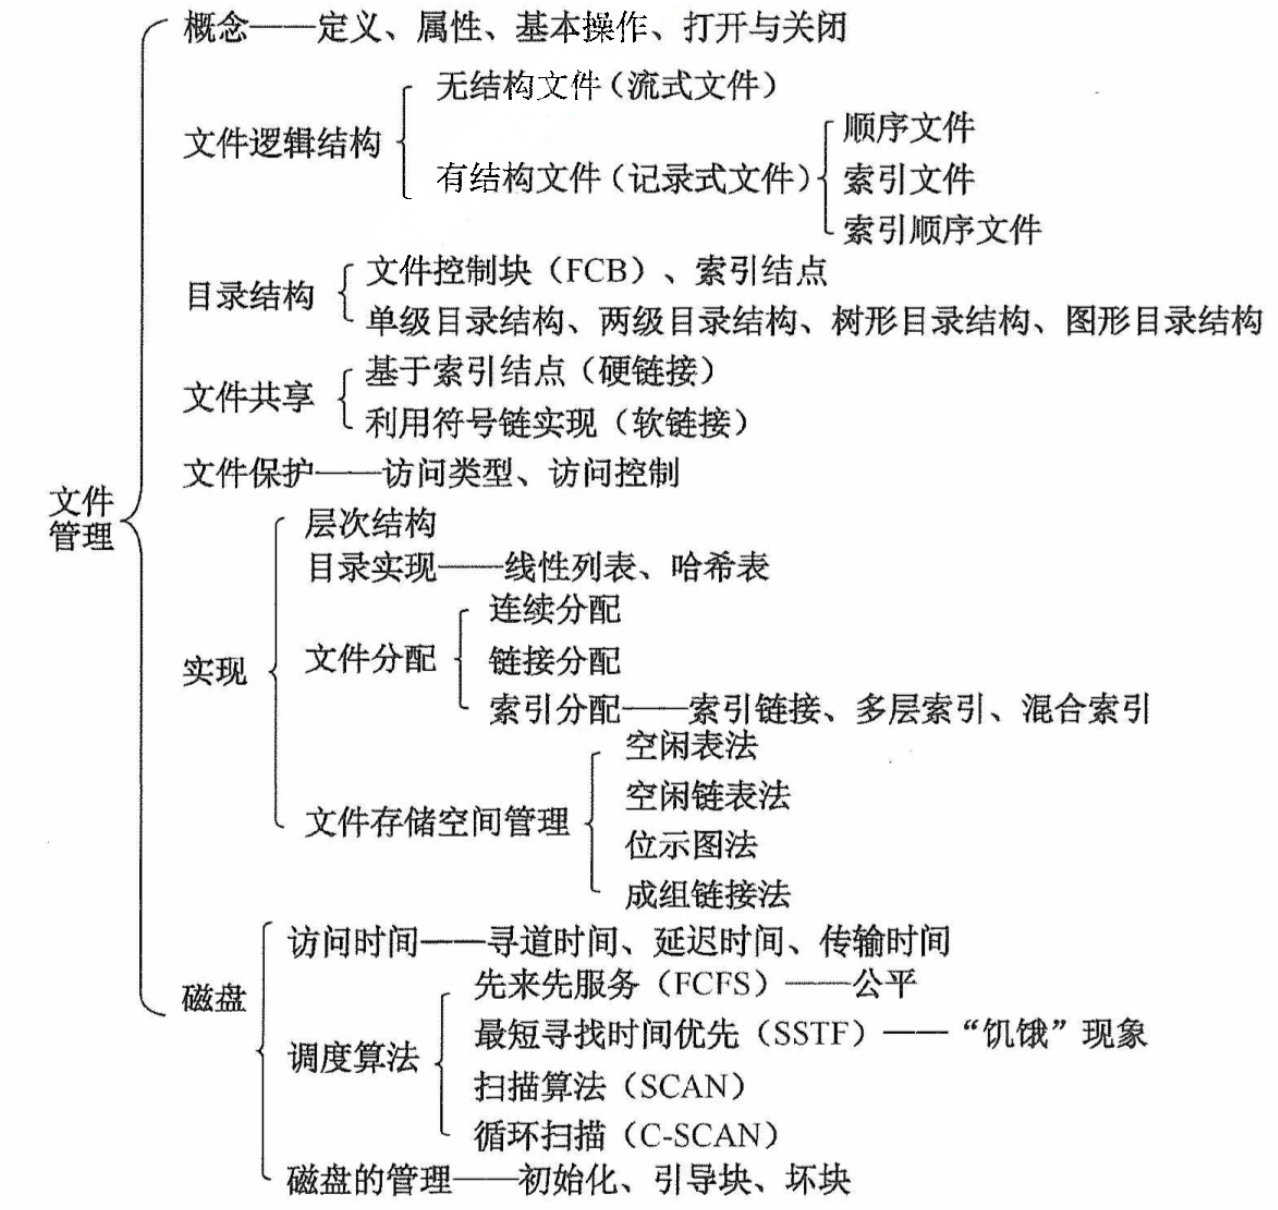 概念——定义、属性、基本操作、打开与关闭
无结构文件（流式文件）
文件逻辑结构
顺序文件
有结构文件（记录式文件）
索引文件
索引顺序文件
文件控制块（FCB）、索引结点
目录结构
单级目录结构、两级目录结构、树形目录结构、图形目录结构
基于索引结点（硬链接）
文件共享
利用符号链实现（软链接）
文件保护——访问类型、访问控制
文件
管理
层次结构
目录实现——线性列表、哈希表
连续分配
实现
文件分配
链接分配
索引分配——索引链接、多层索引、混合索引
空闲表法
空闲链表法
文件存储空间管理
位示图法
成组链接法
访问时间——寻道时间、延迟时间、传输时间
磁盘
先来先服务（FCFS）——公平
最短寻找时间优先（SSTF）——“饥饿”现象
调度算法
扫描算法（SCAN）
循环扫描（C-SCAN）
磁盘的管理——初始化、引导块、坏块